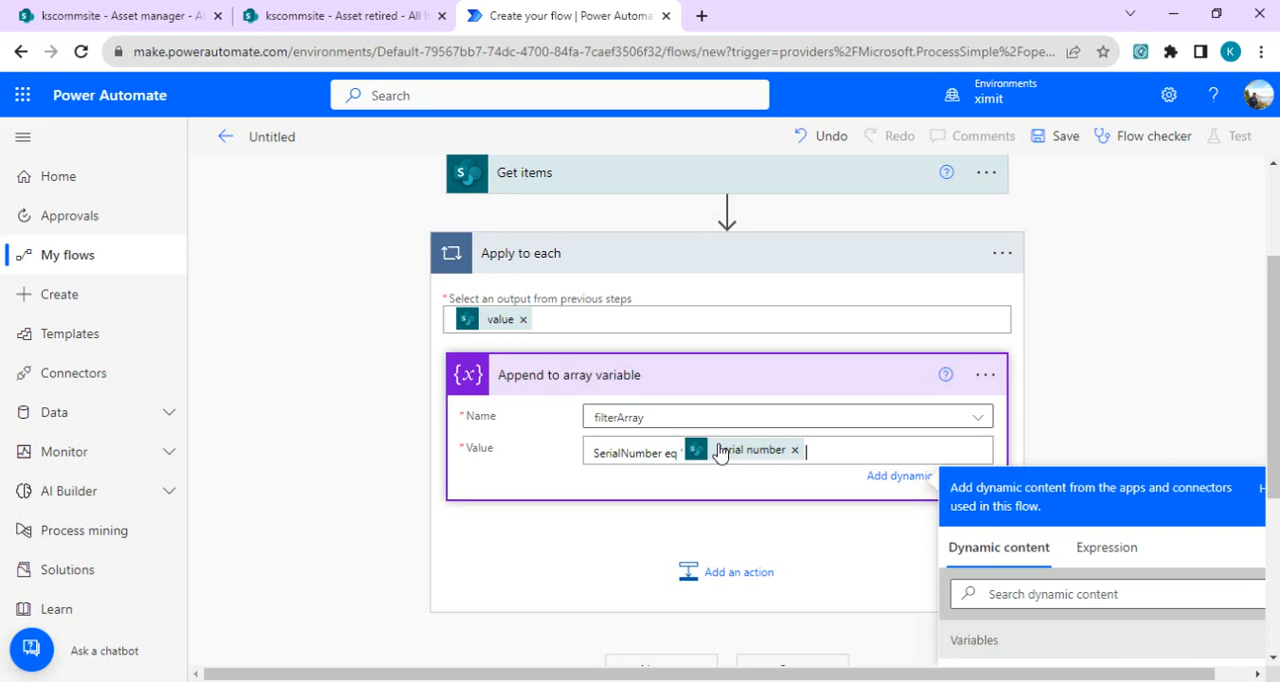 kscommsite - Asset manager - A
kscommsite - Asset retired - All I
Create your flow | Power Automa
make.powerautomate.com/environments/Default-79567bb7-74dc-4700-84fa-7caef3506f32/flows/new?trigger=providers%2FMicrosoft.ProcessSimple%2Fope...
K
Power Automate
Search
Environments
ximit
Untitled
Undo
Redo
Comments
Save
Flow checker
Test
Home
Approvals
My flows
Create
Templates
Connectors
Data
Monitor
AI Builder
Process mining
Solutions
Learn
Ask a chatbot
Get items
Apply to each
* Select an output from previous steps
value
Append to array variable
* Name
filterArray
* Value
SerialNumber eq ' Serial number
Add dynamic
Add an action
Add dynamic content from the apps and connectors
used in this flow.
H
Dynamic content
Expression
Search dynamic content
Variables